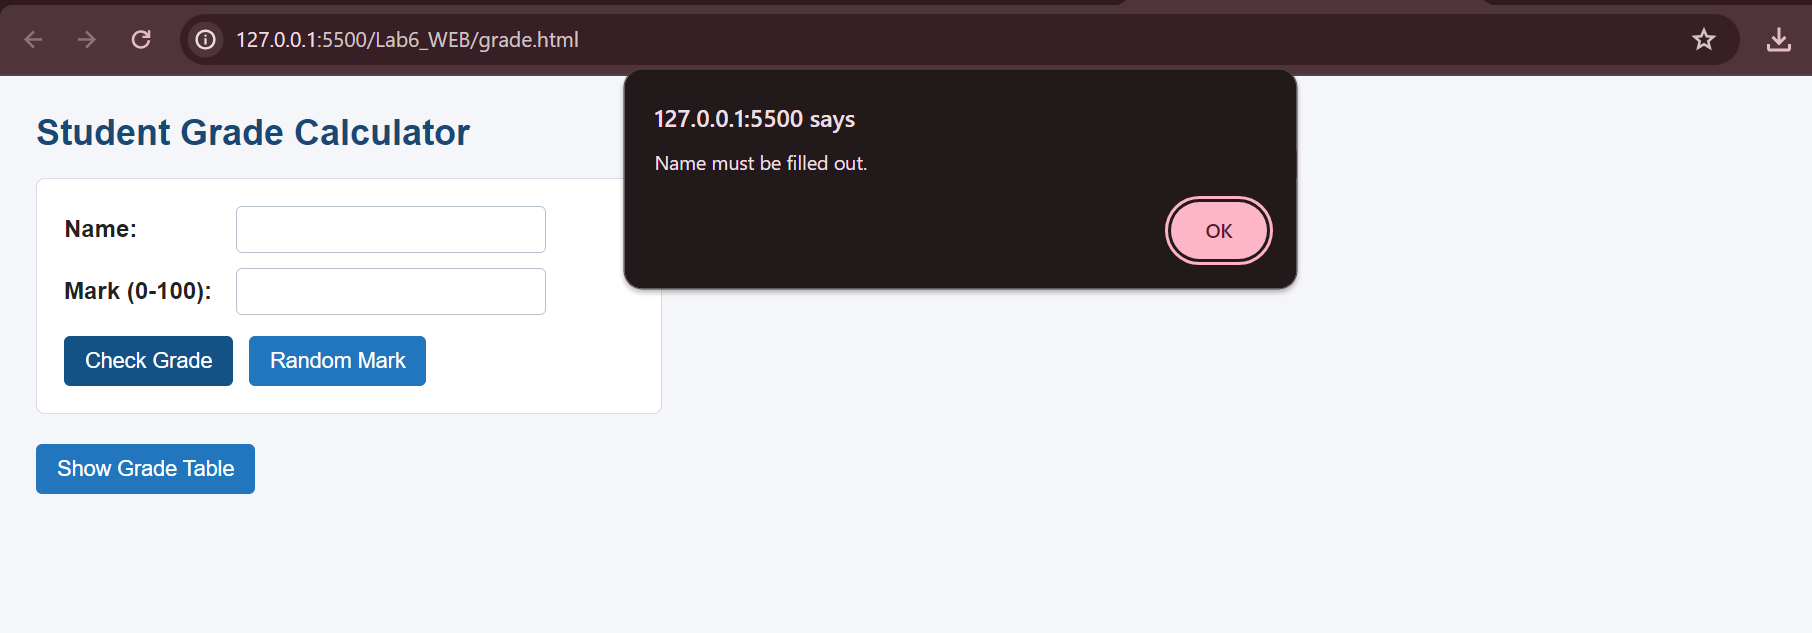 127.0.0.1:5500/Lab6_WEB/grade.html
127.0.0.1:5500 says
Name must be filled out.
OK
Student Grade Calculator
Name:
Mark (0-100):
Check Grade
Random Mark
Show Grade Table